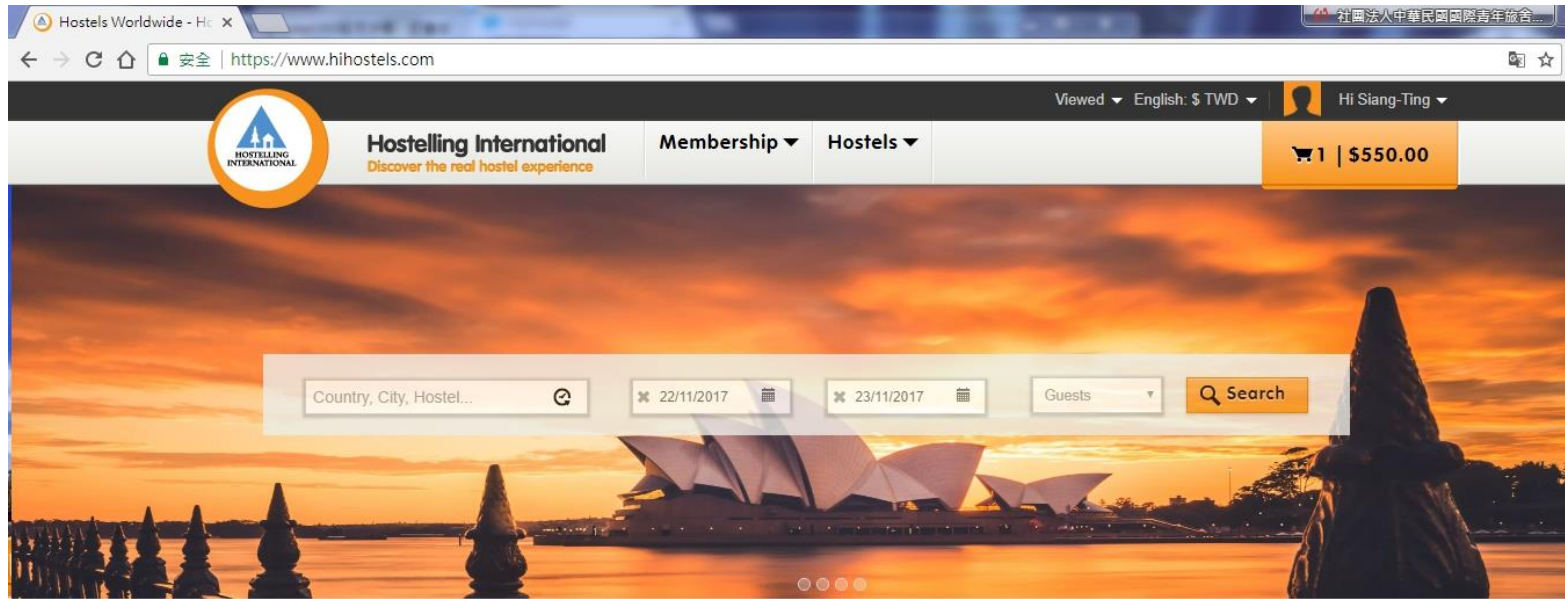 Hostels Worldwide - Ho
社團法人中華民國國際青年旅舍...
安全 | https://www.hihostels.com
Viewed English: $ TWD Hi Siang-Ting
HOSTELLING
INTERNATIONAL
Hostelling International
Discover the real hostel experience
Membership Hostels
1 | $550.00
Country, City, Hostel... 22/11/2017 23/11/2017 Guests Search